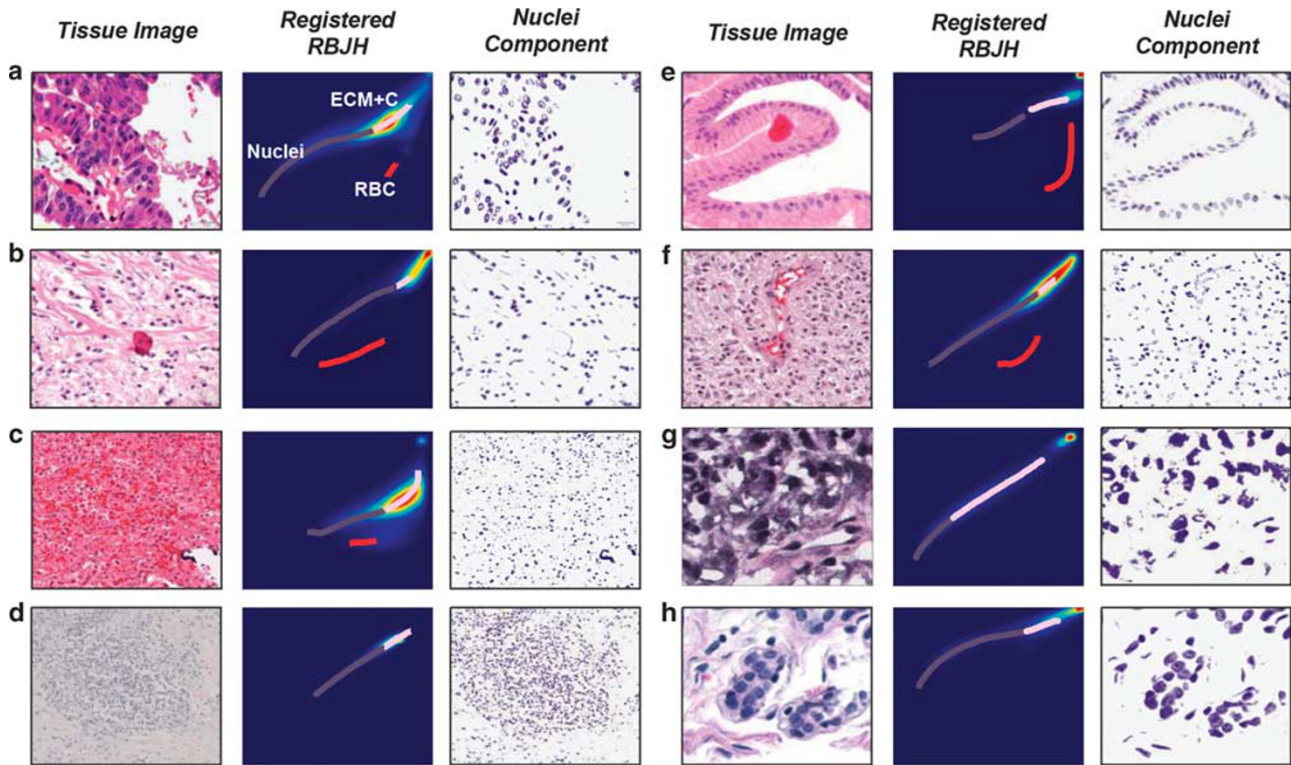 Tissue Image
Registered
RBJH
Nuclei
Component
Tissue Image
Registered
RBJH
Nuclei
Component
a
ECM+C
Nuclei
RBC
e
b
f
c
g
d
h